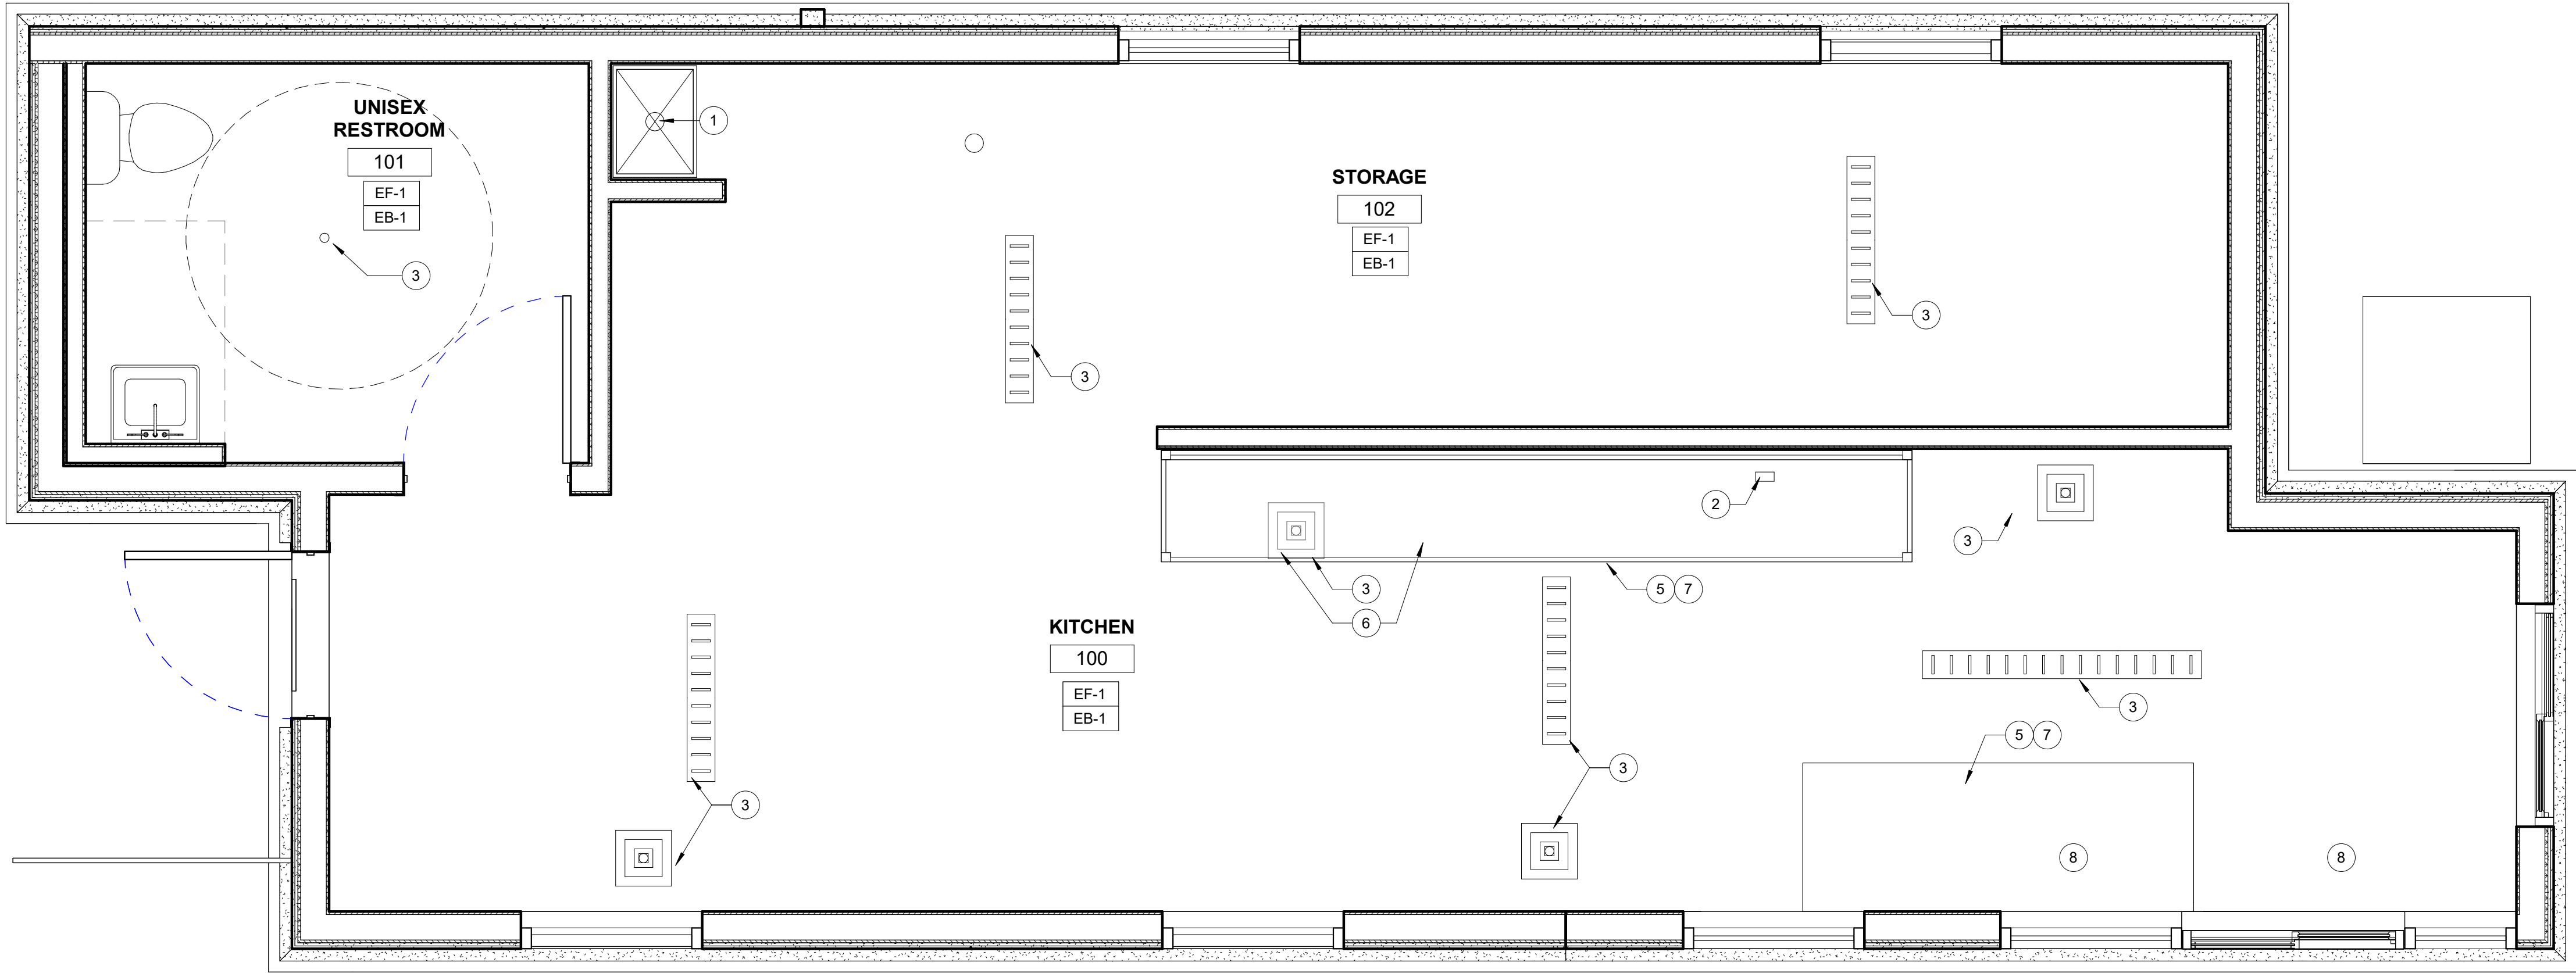 UNISEX
RESTROOM
101
EF-1
EB-1
3
1
STORAGE
102
EF-1
EB-1
3
3
2
3
3
6
5 7
KITCHEN
100
EF-1
EB-1
3
5 7
3
3
8
8